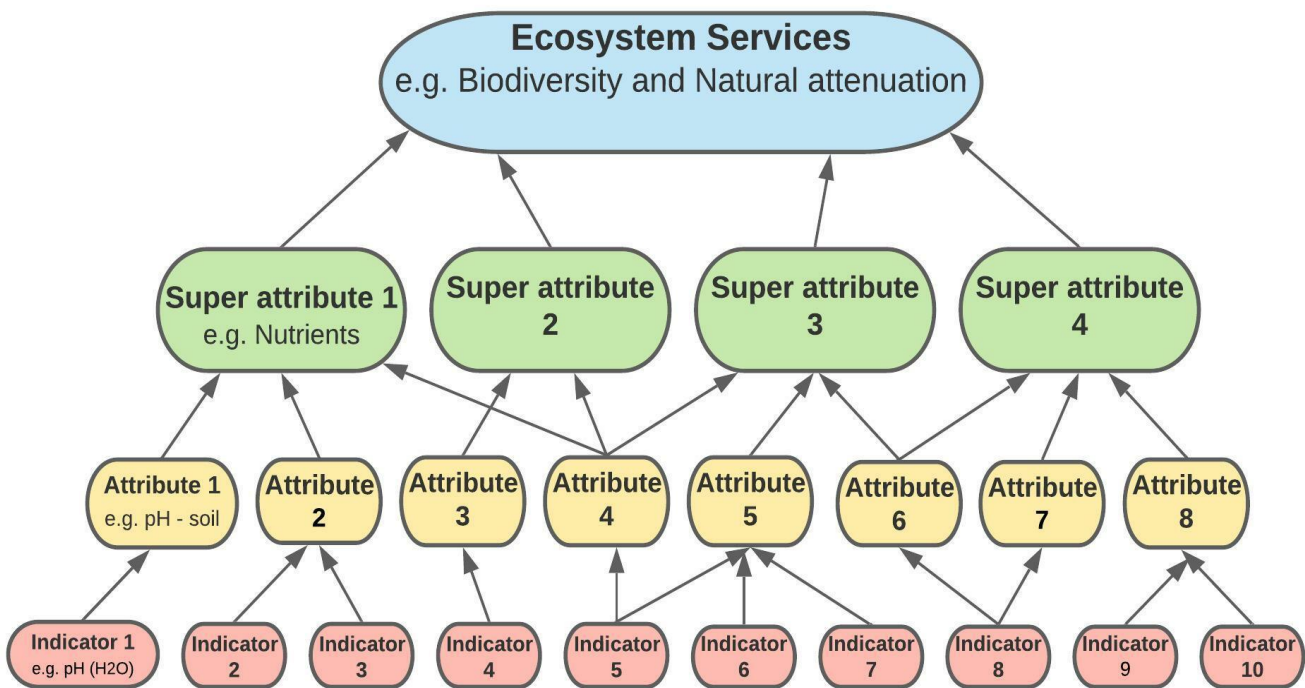 Ecosystem Services
e.g. Biodiversity and Natural attenuation
Super attribute 1
e.g. Nutrients
Super attribute
2
Super attribute
3
Super attribute
4
Attribute 1
e.g. pH - soil
Attribute
2
Attribute
3
Attribute
4
Attribute
5
Attribute
6
Attribute
7
Attribute
8
Indicator 1
e.g. pH (H2O)
Indicator
2
Indicator
3
Indicator
4
Indicator
5
Indicator
6
Indicator
7
Indicator
8
Indicator
9
Indicator
10